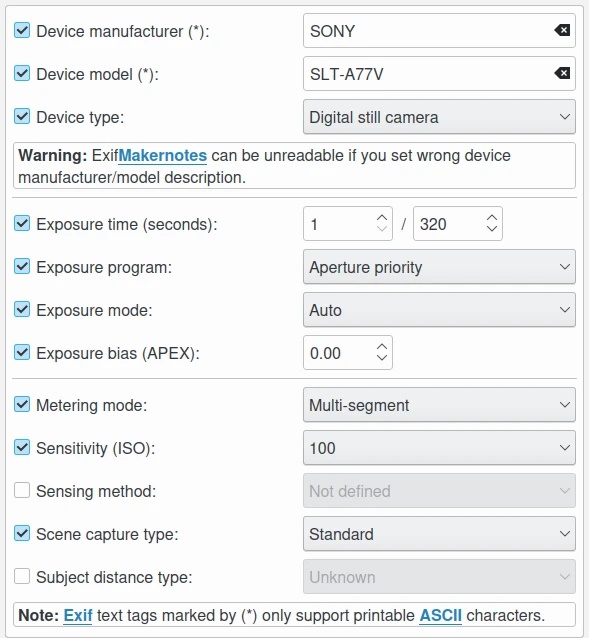 Device manufacturer (*): SONY
Device model (*): SLT-A77V
Device type: Digital still camera
Warning: ExifMakernotes can be unreadable if you set wrong device
manufacturer/model description.
Exposure time (seconds): 1 / 320
Exposure program: Aperture priority
Exposure mode: Auto
Exposure bias (APEX): 0.00
Metering mode: Multi-segment
Sensitivity (ISO): 100
Sensing method: Not defined
Scene capture type: Standard
Subject distance type: Unknown
Note: Exif text tags marked by (*) only support printable ASCII characters.